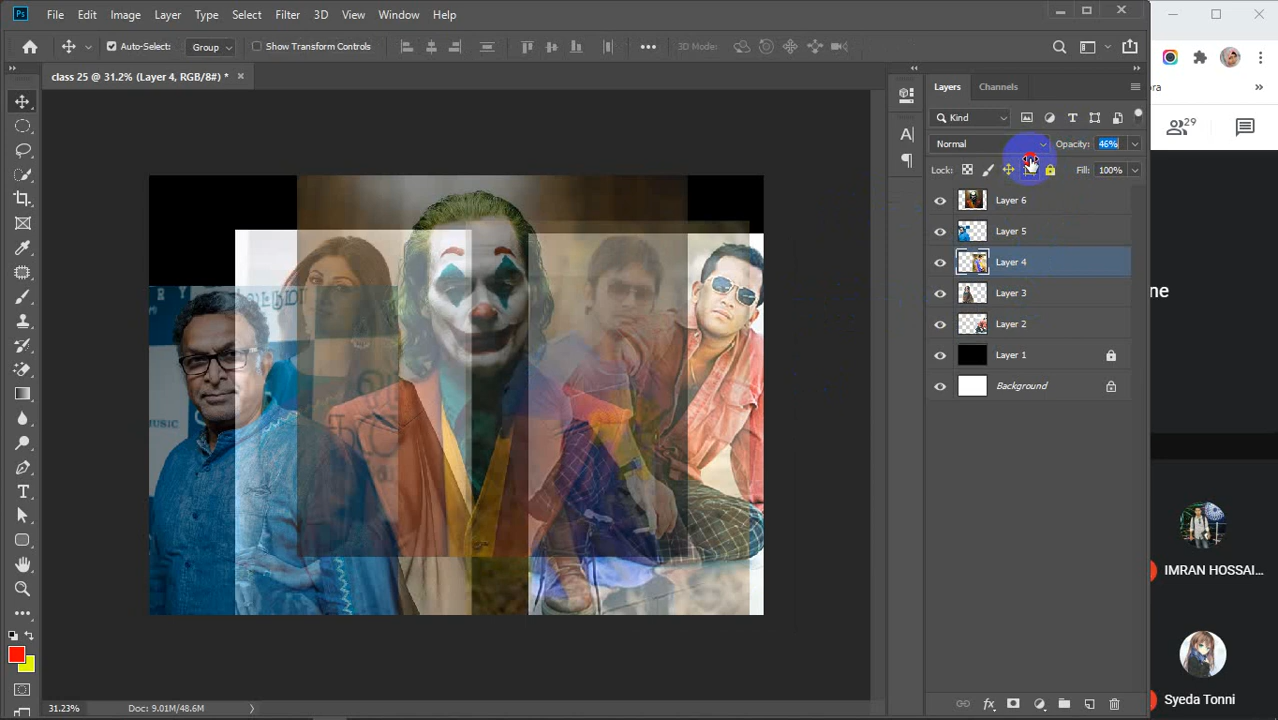 Ps File Edit Image Layer Type Select Filter 3D View Window Help
Auto-Select: Group Show Transform Controls 3D Mode:
class 25 @ 31.2% (Layer 4, RGB/8#) *
Layers Channels
Kind
Normal Opacity: 46%
Lock: Fill: 100%
Layer 6
Layer 5
Layer 4
Layer 3
Layer 2
Layer 1
Background
31.23% Doc: 9.01M/48.6M
ora
29
ne
IMRAN HOSSAI...
Syeda Tonni
MUSIC